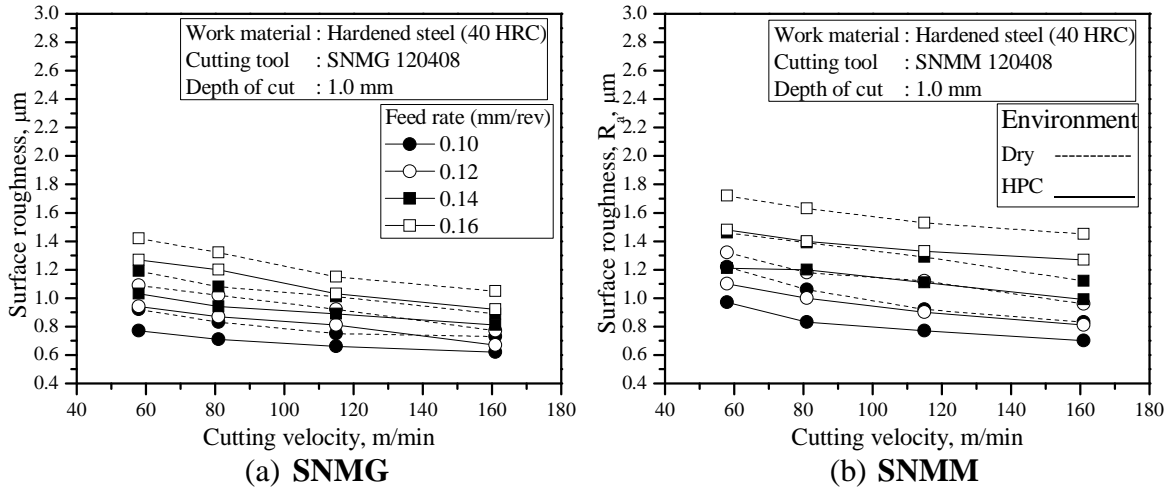 Surface roughness, μm
3.0
2.8
2.6
2.4
2.2
2.0
1.8
1.6
1.4
1.2
1.0
0.8
0.6
0.4
Work material : Hardened steel (40 HRC)
Cutting tool : SNMG 120408
Depth of cut : 1.0 mm
Feed rate (mm/rev)
0.10
0.12
0.14
0.16
40 60 80 100 120 140 160 180
Cutting velocity, m/min
(a) SNMG
Surface roughness, Ra, μm
3.0
2.8
2.6
2.4
2.2
2.0
1.8
1.6
1.4
1.2
1.0
0.8
0.6
0.4
Work material : Hardened steel (40 HRC)
Cutting tool : SNMM 120408
Depth of cut : 1.0 mm
Environment
Dry
HPC
40 60 80 100 120 140 160 180
Cutting velocity, m/min
(b) SNMM